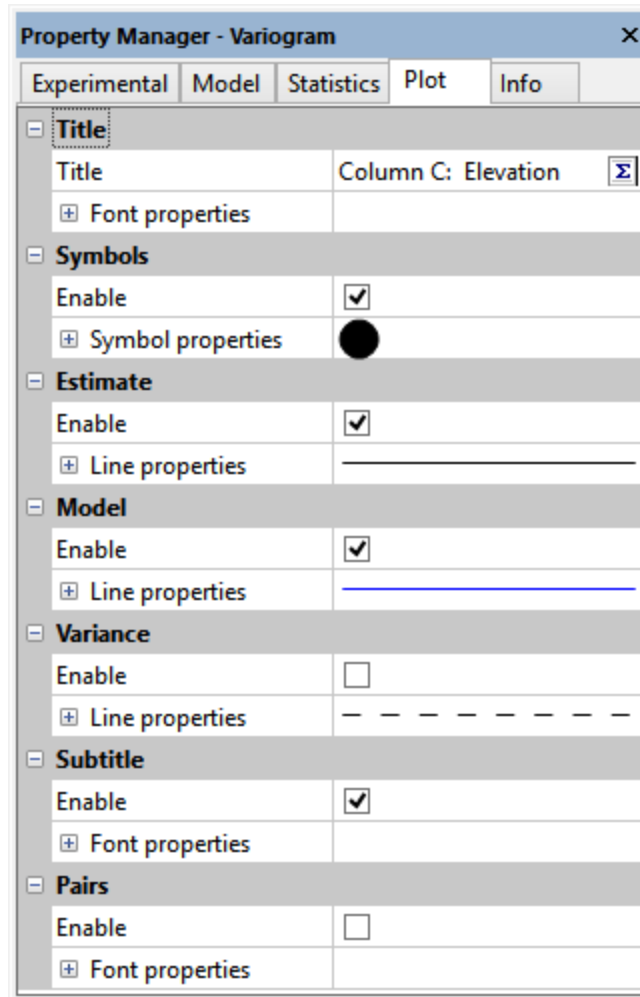 Property Manager - Variogram
Experimental Model Statistics Plot Info
Title
Title Column C: Elevation Σ
Font properties
Symbols
Enable
Symbol properties
Estimate
Enable
Line properties
Model
Enable
Line properties
Variance
Enable
Line properties
Subtitle
Enable
Font properties
Pairs
Enable
Font properties